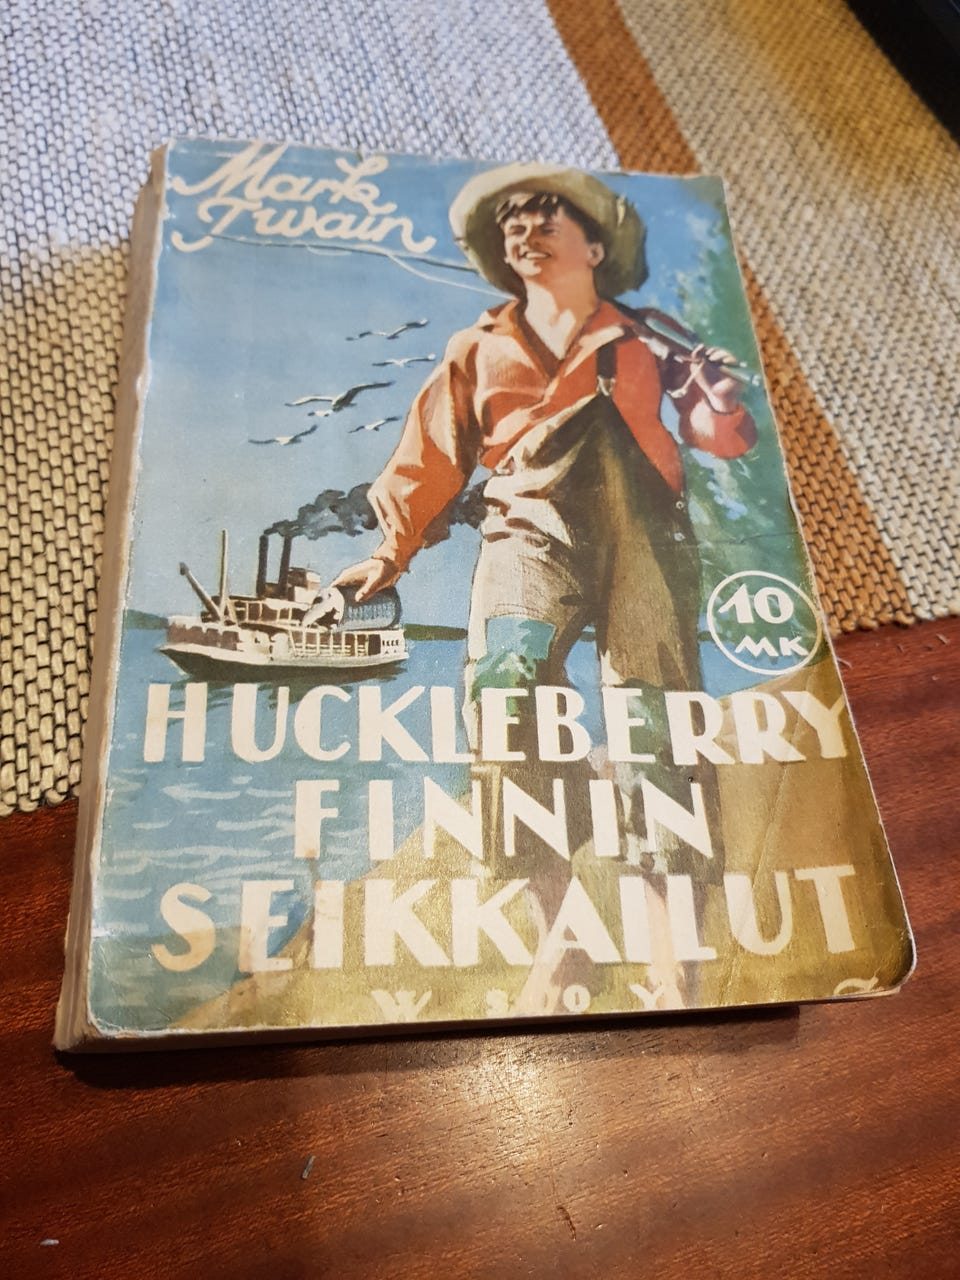 Mark
Twain
10
MK
HUCKLEBERRY
FINNIN
SEIKKAILUT
WSOY